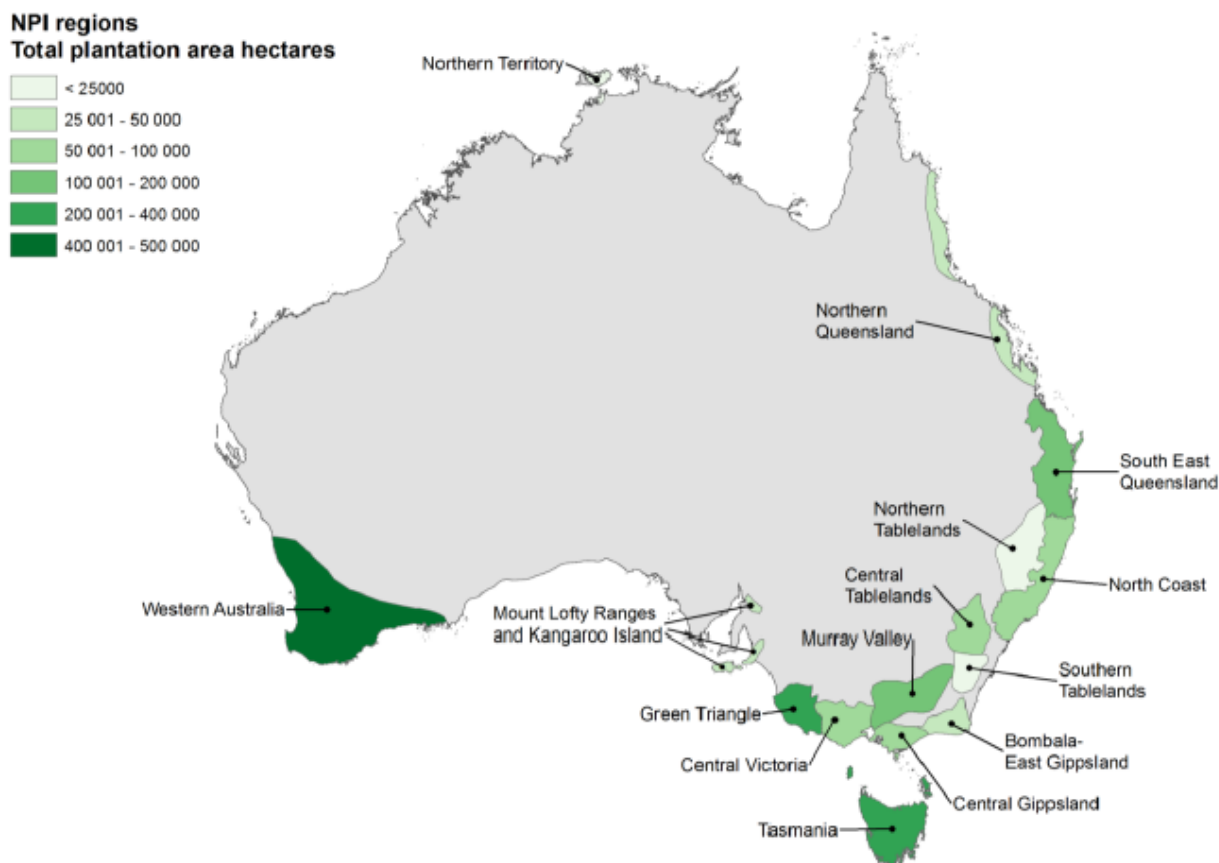 NPI regions
Total plantation area hectares
< 25000
25 001 - 50 000
50 001 - 100 000
100 001 - 200 000
200 001 - 400 000
400 001 - 500 000
Northern Territory
Northern
Queensland
South East
Queensland
Northern
Tablelands
Central
Tablelands
North Coast
Western Australia
Mount Lofty Ranges
and Kangaroo Island
Murray Valley
Southern
Tablelands
Green Triangle
Central Victoria
Bombala-
East Gippsland
Central Gippsland
Tasmania